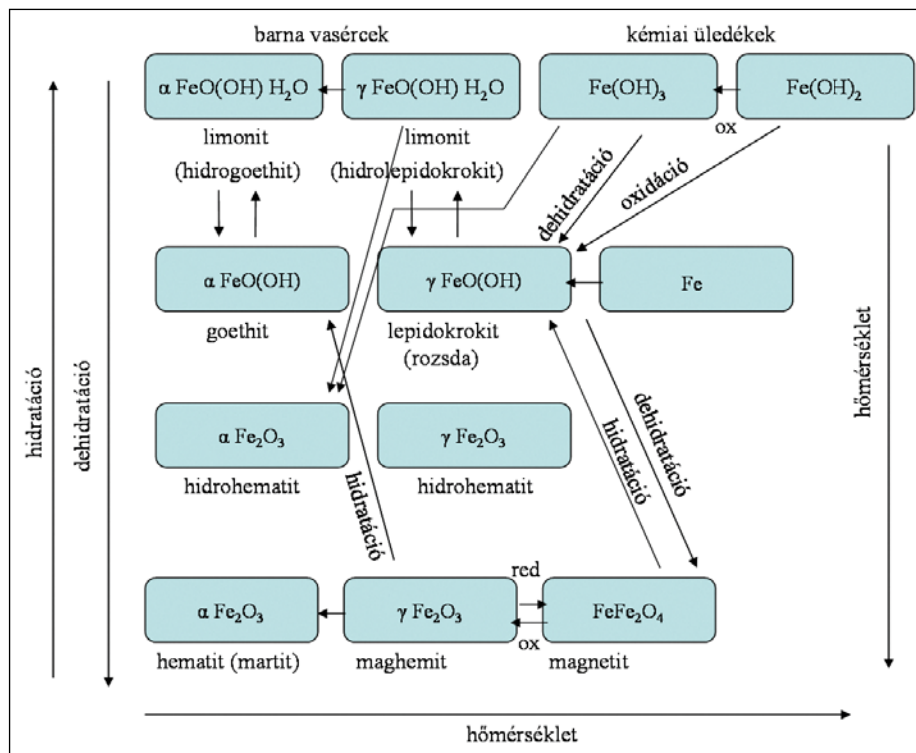 barna vasércek
kémiai üledékek
α FeO(OH) H₂O
γ FeO(OH) H₂O
Fe(OH)₃
Fe(OH)₂
ox
limonit
(hidrogoethit)
limonit
(hidrolepidokrokit)
dehidratáció
oxidáció
α FeO(OH)
γ FeO(OH)
Fe
goethit
lepidokrokit
(rozsda)
hidratáció
dehidratáció
hőmérséklet
α Fe₂O₃
γ Fe₂O₃
hidrohematit
hidrohematit
hidratáció
hidratáció
dehidratáció
red
α Fe₂O₃
γ Fe₂O₃
FeFe₂O₄
ox
hematit (martit)
maghemit
magnetit
hőmérséklet